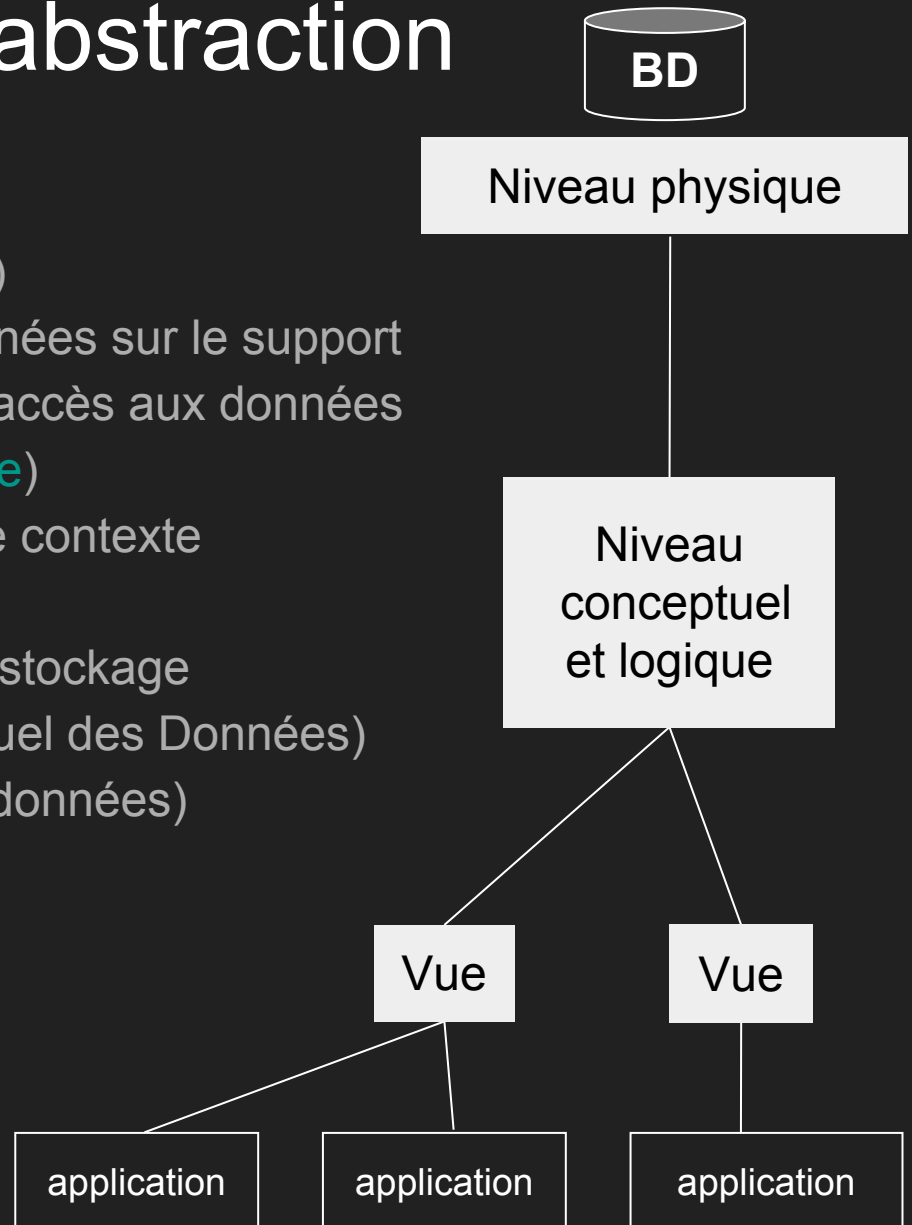 abstraction
BD
Niveau physique
)
nées sur le support
accès aux données
e)
contexte
stockage
uel des Données)
données)
Niveau
conceptuel
et logique
Vue
Vue
application
application
application